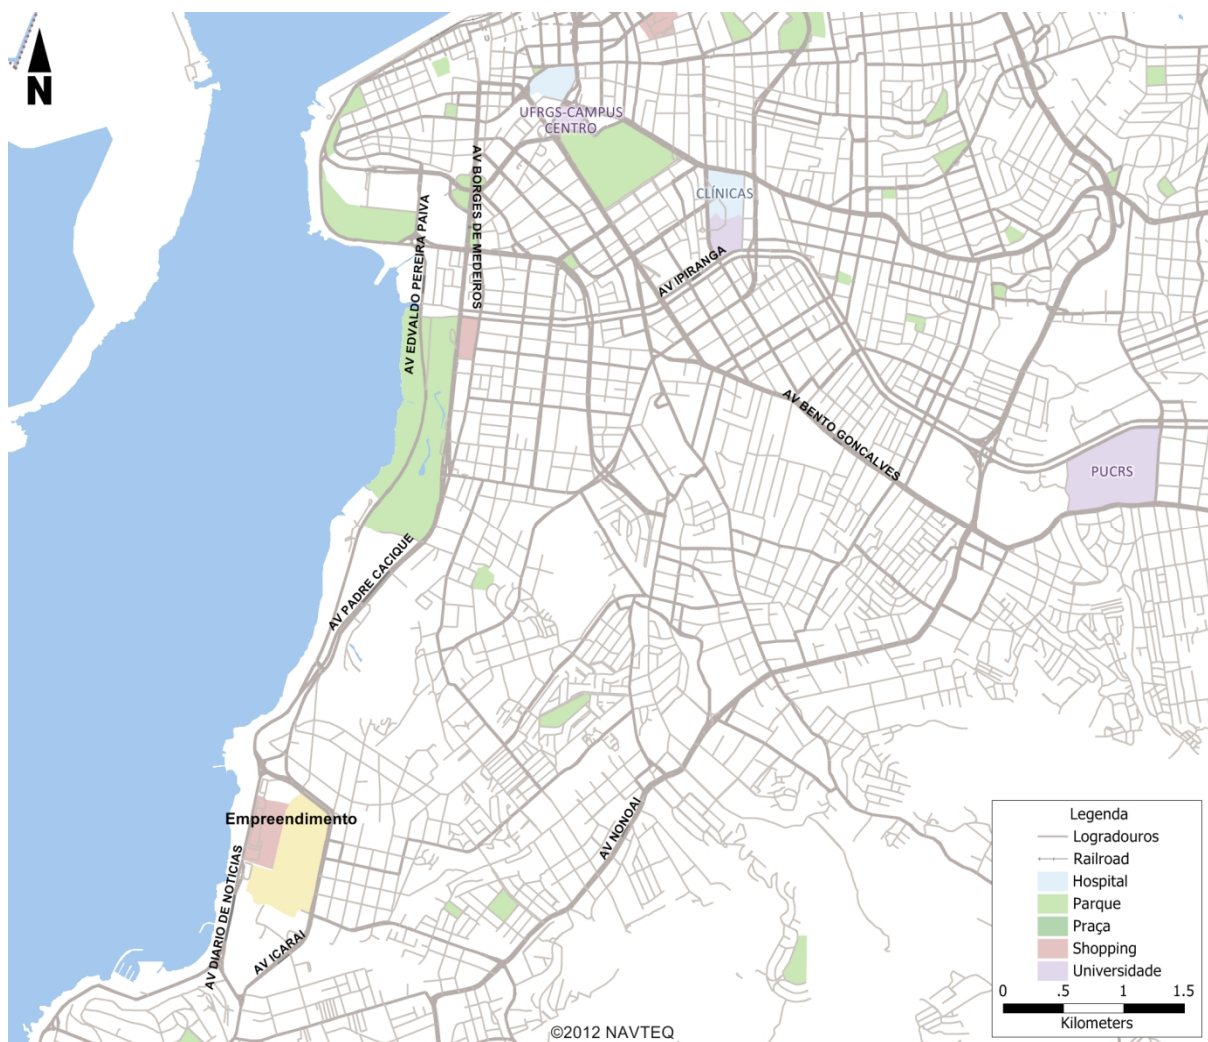 N
UFRGS-CAMPUS
CENTRO
CLÍNICAS
AV BORGES DE MEDEIROS
AV EDVALDO PEREIRA PAIVA
AV IPIRANGA
AV BENTO GONCALVES
PUCRS
AV PADRE CACIQUE
Empreendimento
AV NONOAI
AV DIARIO DE NOTICIAS
AV ICARAI
Legenda
Logradouros
Railroad
Hospital
Parque
Praça
Shopping
Universidade
0 .5 1 1.5
Kilometers
©2012 NAVTEQ